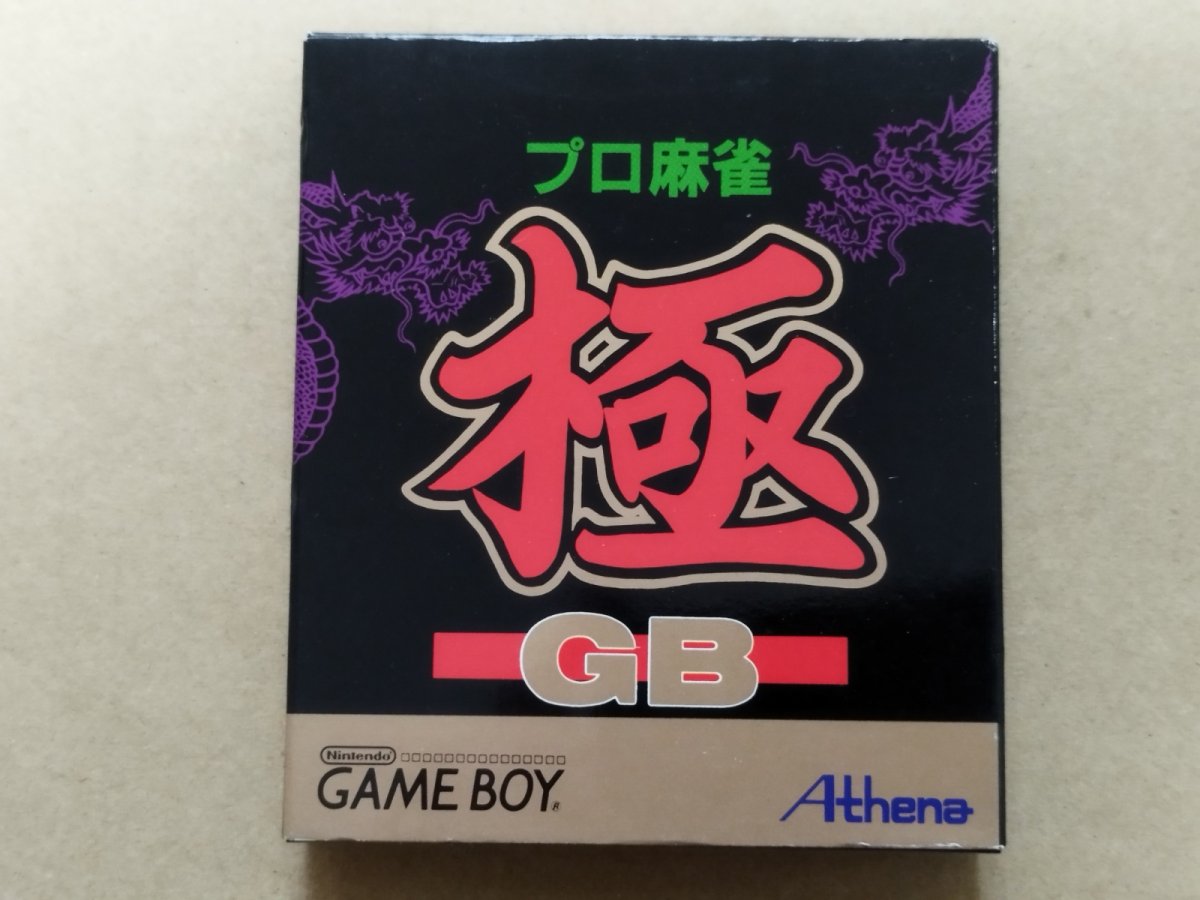 プロ麻雀
極
GB
Nintendo
GAME BOY®
Athena